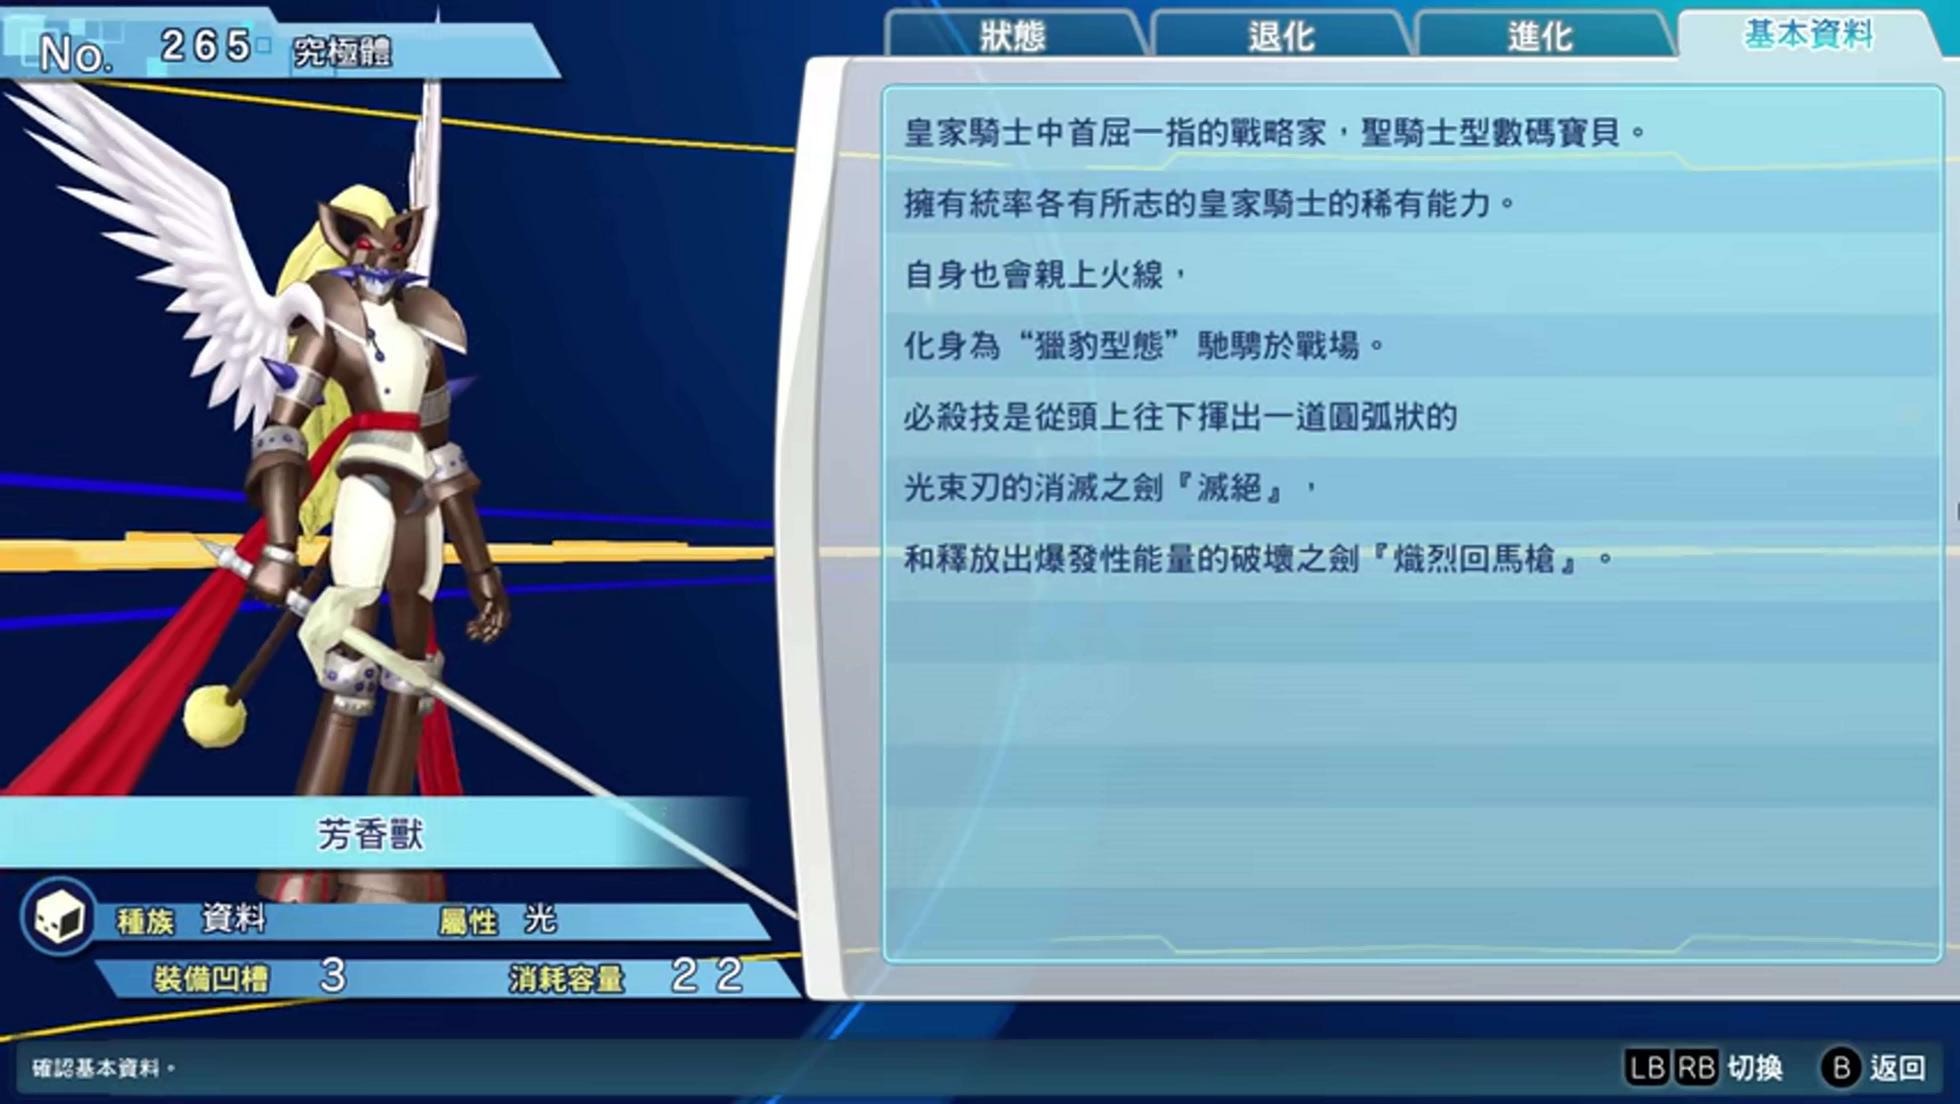 No. 265 究極體
狀態 退化 進化 基本資料
皇家騎士中首屈一指的戰略家，聖騎士型數碼寶貝。
擁有統率各有所志的皇家騎士的稀有能力。
自身也會親上火線，
化身為“獵豹型態”馳騁於戰場。
必殺技是從頭上往下揮出一道圓弧狀的
光束刃的消滅之劍『滅絕』，
和釋放出爆發性能量的破壞之劍『熾烈回馬槍』。
芳香獸
種族 資料 屬性 光
裝備凹槽 3 消耗容量 22
確認基本資料。
LB RB 切換 B 返回